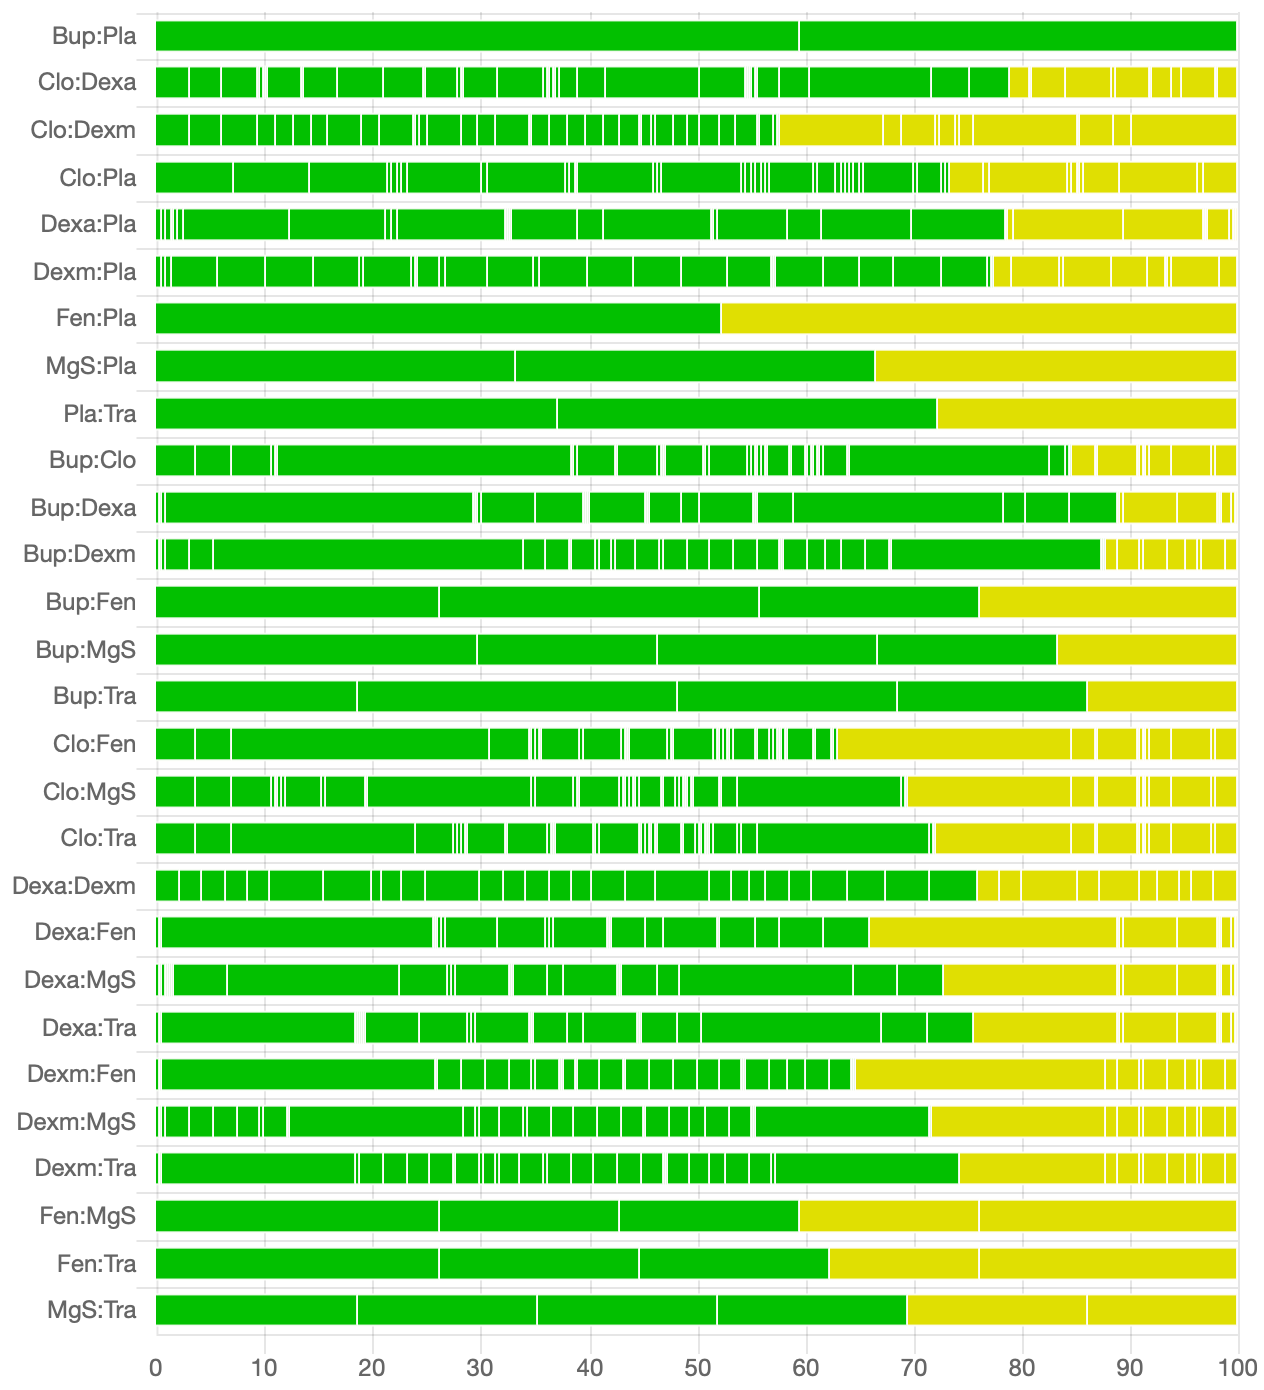 Bup:Pla
Clo:Dexa
Clo:Dexm
Clo:Pla
Dexa:Pla
Dexm:Pla
Fen:Pla
MgS:Pla
Pla:Tra
Bup:Clo
Bup:Dexa
Bup:Dexm
Bup:Fen
Bup:MgS
Bup:Tra
Clo:Fen
Clo:MgS
Clo:Tra
Dexa:Dexm
Dexa:Fen
Dexa:MgS
Dexa:Tra
Dexm:Fen
Dexm:MgS
Dexm:Tra
Fen:MgS
Fen:Tra
MgS:Tra
0 10 20 30 40 50 60 70 80 90 100